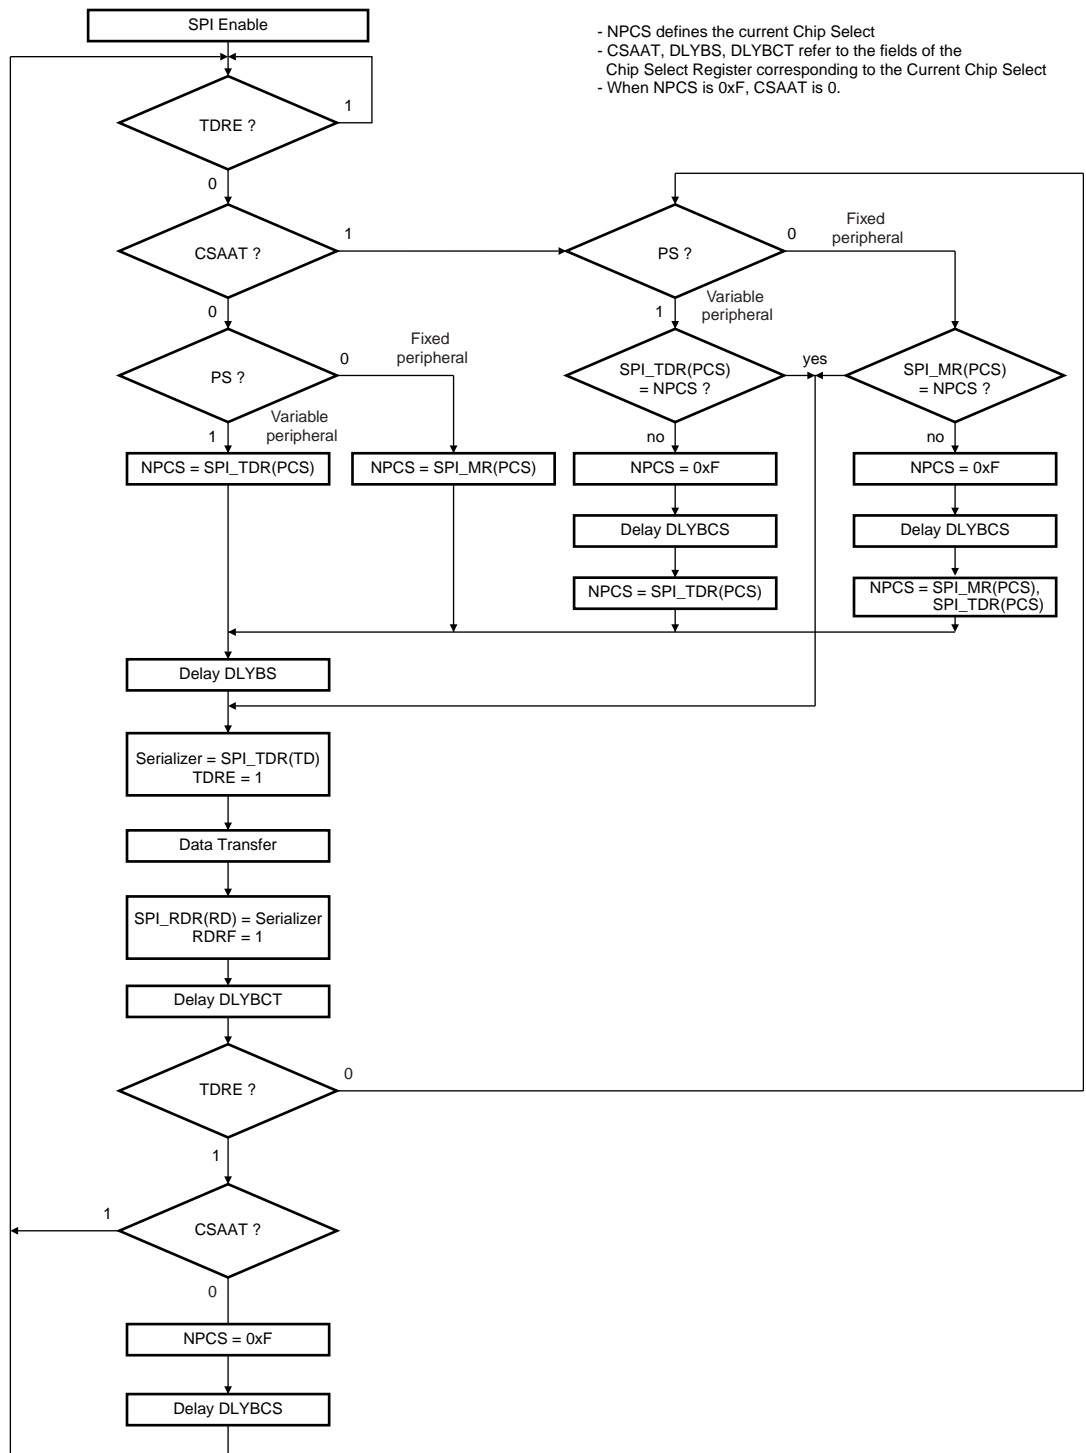 SPI Enable
- NPCS defines the current Chip Select
- CSAAT, DLYBS, DLYBCT refer to the fields of the
Chip Select Register corresponding to the Current Chip Select
- When NPCS is 0xF, CSAAT is 0.
TDRE ?
1
0
CSAAT ?
1
0
PS ?
0
Fixed
peripheral
1
Variable
peripheral
PS ?
0
Fixed
peripheral
1
Variable
peripheral
SPI_TDR(PCS)
= NPCS ?
yes
SPI_MR(PCS)
= NPCS ?
no
no
NPCS = SPI_TDR(PCS)
NPCS = SPI_MR(PCS)
NPCS = 0xF
NPCS = 0xF
Delay DLYBCS
Delay DLYBCS
NPCS = SPI_TDR(PCS)
NPCS = SPI_MR(PCS),
SPI_TDR(PCS)
Delay DLYBS
Serializer = SPI_TDR(TD)
TDRE = 1
Data Transfer
SPI_RDR(RD) = Serializer
RDRF = 1
Delay DLYBCT
TDRE ?
0
1
CSAAT ?
1
0
NPCS = 0xF
Delay DLYBCS